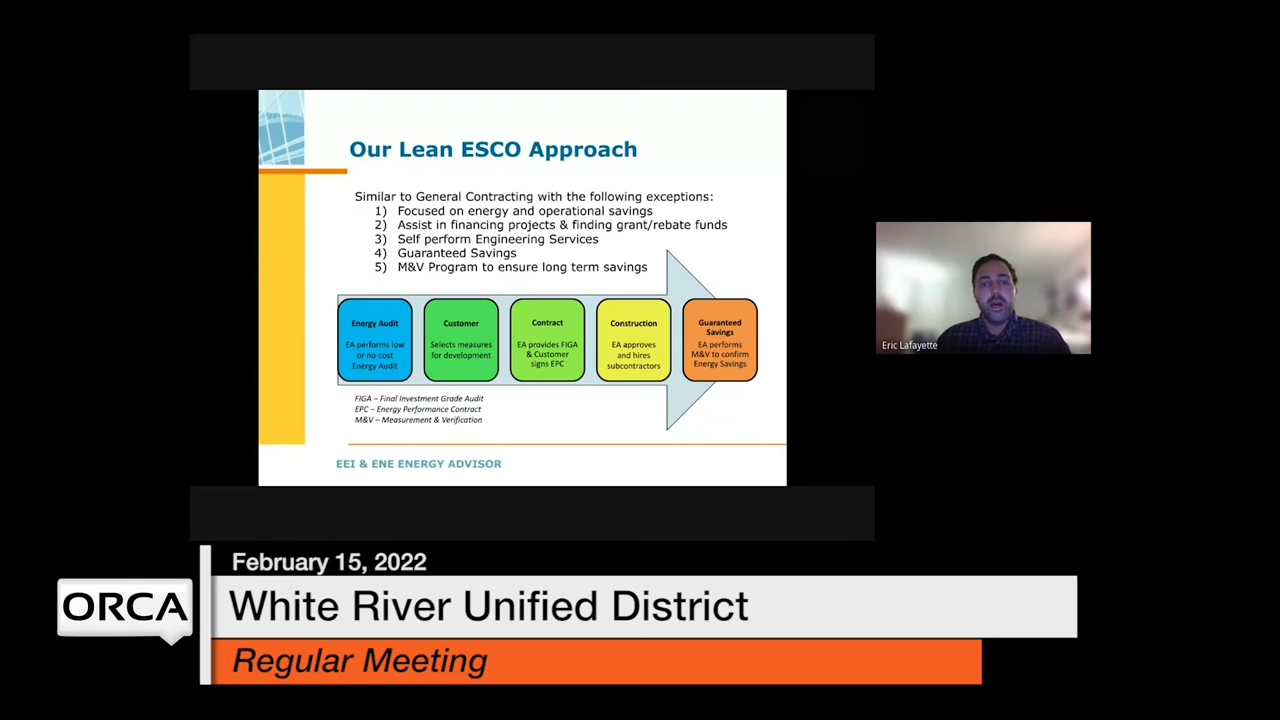 Our Lean ESCO Approach
Similar to General Contracting with the following exceptions:
1) Focused on energy and operational savings
2) Assist in financing projects & finding grant/rebate funds
3) Self perform Engineering Services
4) Guaranteed Savings
5) M&V Program to ensure long term savings
Energy Audit
EA performs low
or no-cost
Energy Audit
Customer
Selects measures
for development
Contract
EA provides FIGA
& Customer
signs EPC
Construction
EA approves
and hires
subcontractors
Guaranteed
Savings
EA performs
M&V to confirm
Energy Savings
FIGA – Final Investment Grade Audit
EPC – Energy Performance Contract
M&V – Measurement & Verification
EEI & ENE ENERGY ADVISOR
Eric Lafayette
February 15, 2022
ORCA
White River Unified District
Regular Meeting